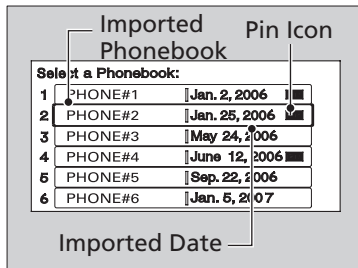 Imported Phonebook
Pin Icon
Select a Phonebook:
1 PHONE#1 Jan. 2, 2006
2 PHONE#2 Jan. 25, 2006
3 PHONE#3 May 24, 2006
4 PHONE#4 June 12, 2006
5 PHONE#5 Sep. 22, 2006
6 PHONE#6 Jan. 5, 2007
Imported Date